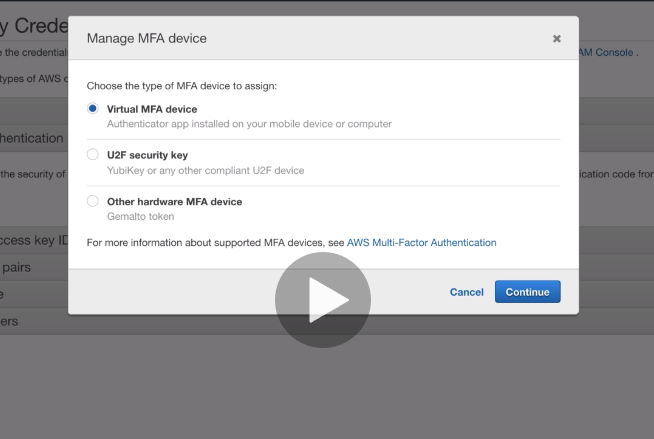 y Crede
Manage MFA device
e the credential
AM Console .
types of AWS c
Choose the type of MFA device to assign:
Virtual MFA device
Authenticator app installed on your mobile device or computer
hentication
U2F security key
YubiKey or any other compliant U2F device
the security of
ication code from
Other hardware MFA device
Gemalto token
For more information about supported MFA devices, see AWS Multi-Factor Authentication
ccess key ID
pairs
e
Cancel
Continue
ers